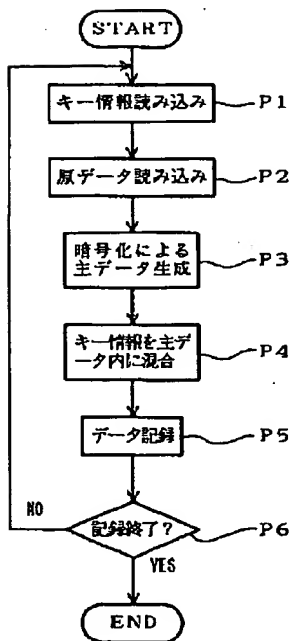 START
キー情報読み込み
P1
原データ読み込み
P2
暗号化による
主データ生成
P3
キー情報を主デ
ータ内に混合
P4
データ記録
P5
記録終了?
P6
NO
YES
END